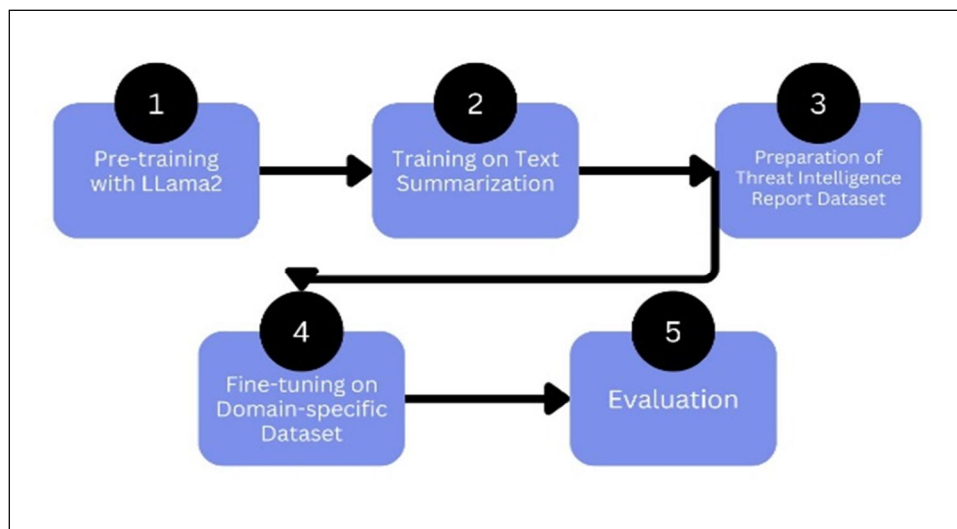 1
Pre-training
with LLama2
2
Training on Text
Summarization
3
Preparation of
Threat Intelligence
Report Dataset
4
Fine-tuning on
Domain-specific
Dataset
5
Evaluation